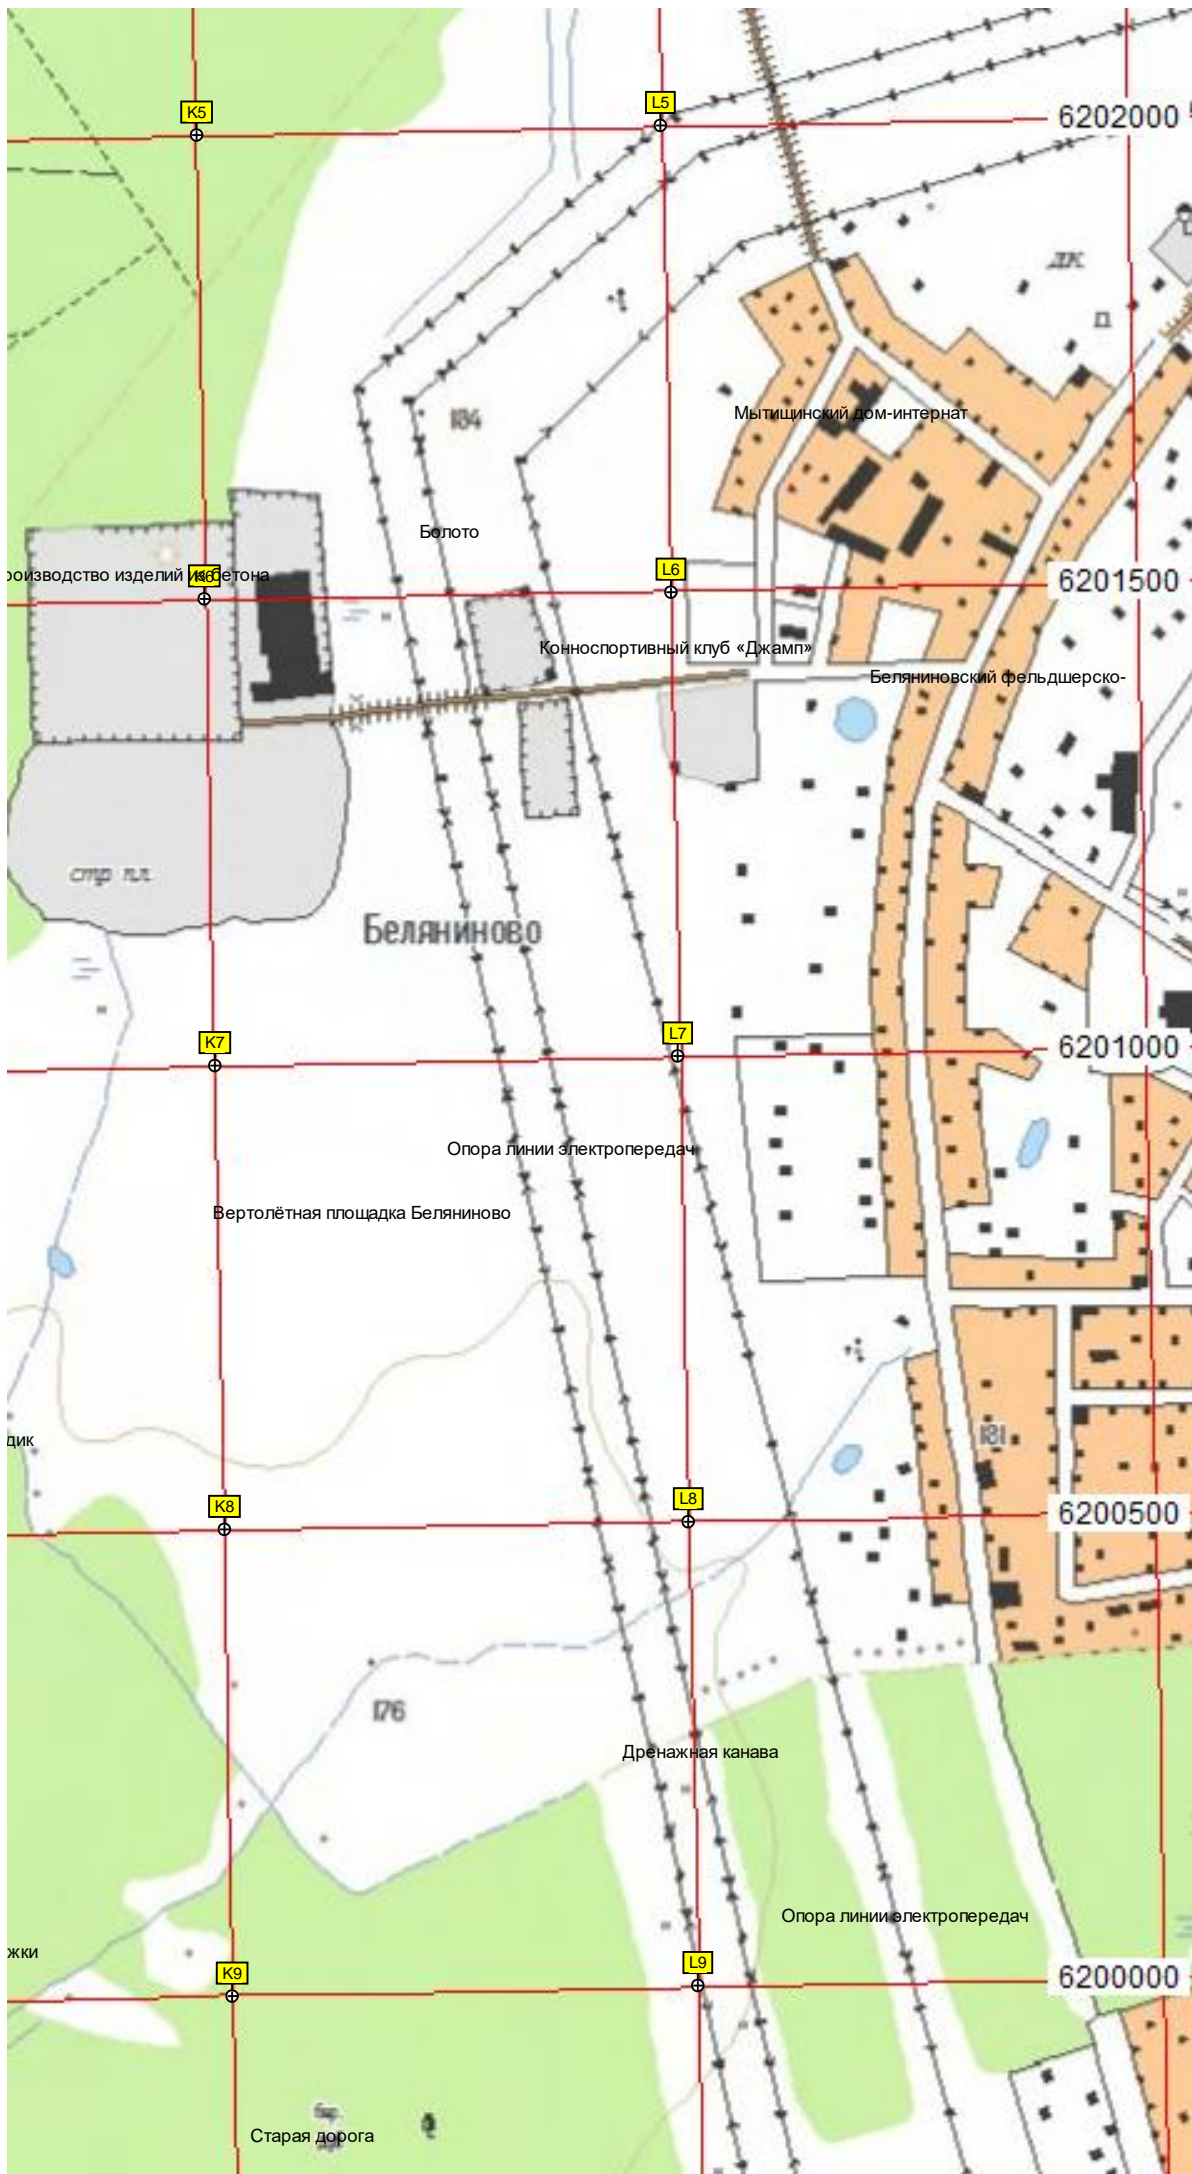 K5
L5
6202000
ДК
П
184
Мытищинский дом-интернат
Болото
L6
роизводство изделий из бетона
6201500
Конноспортивный клуб «Джамп»
Беляниновский фельдшерско-
стр пл
Беляниново
K7
L7
6201000
Опора линии электропередач
Вертолётная площадка Беляниново
181
дик
K8
L8
6200500
176
Дренажная канава
Опора линии электропередач
жки
K9
L9
6200000
Старая дорога